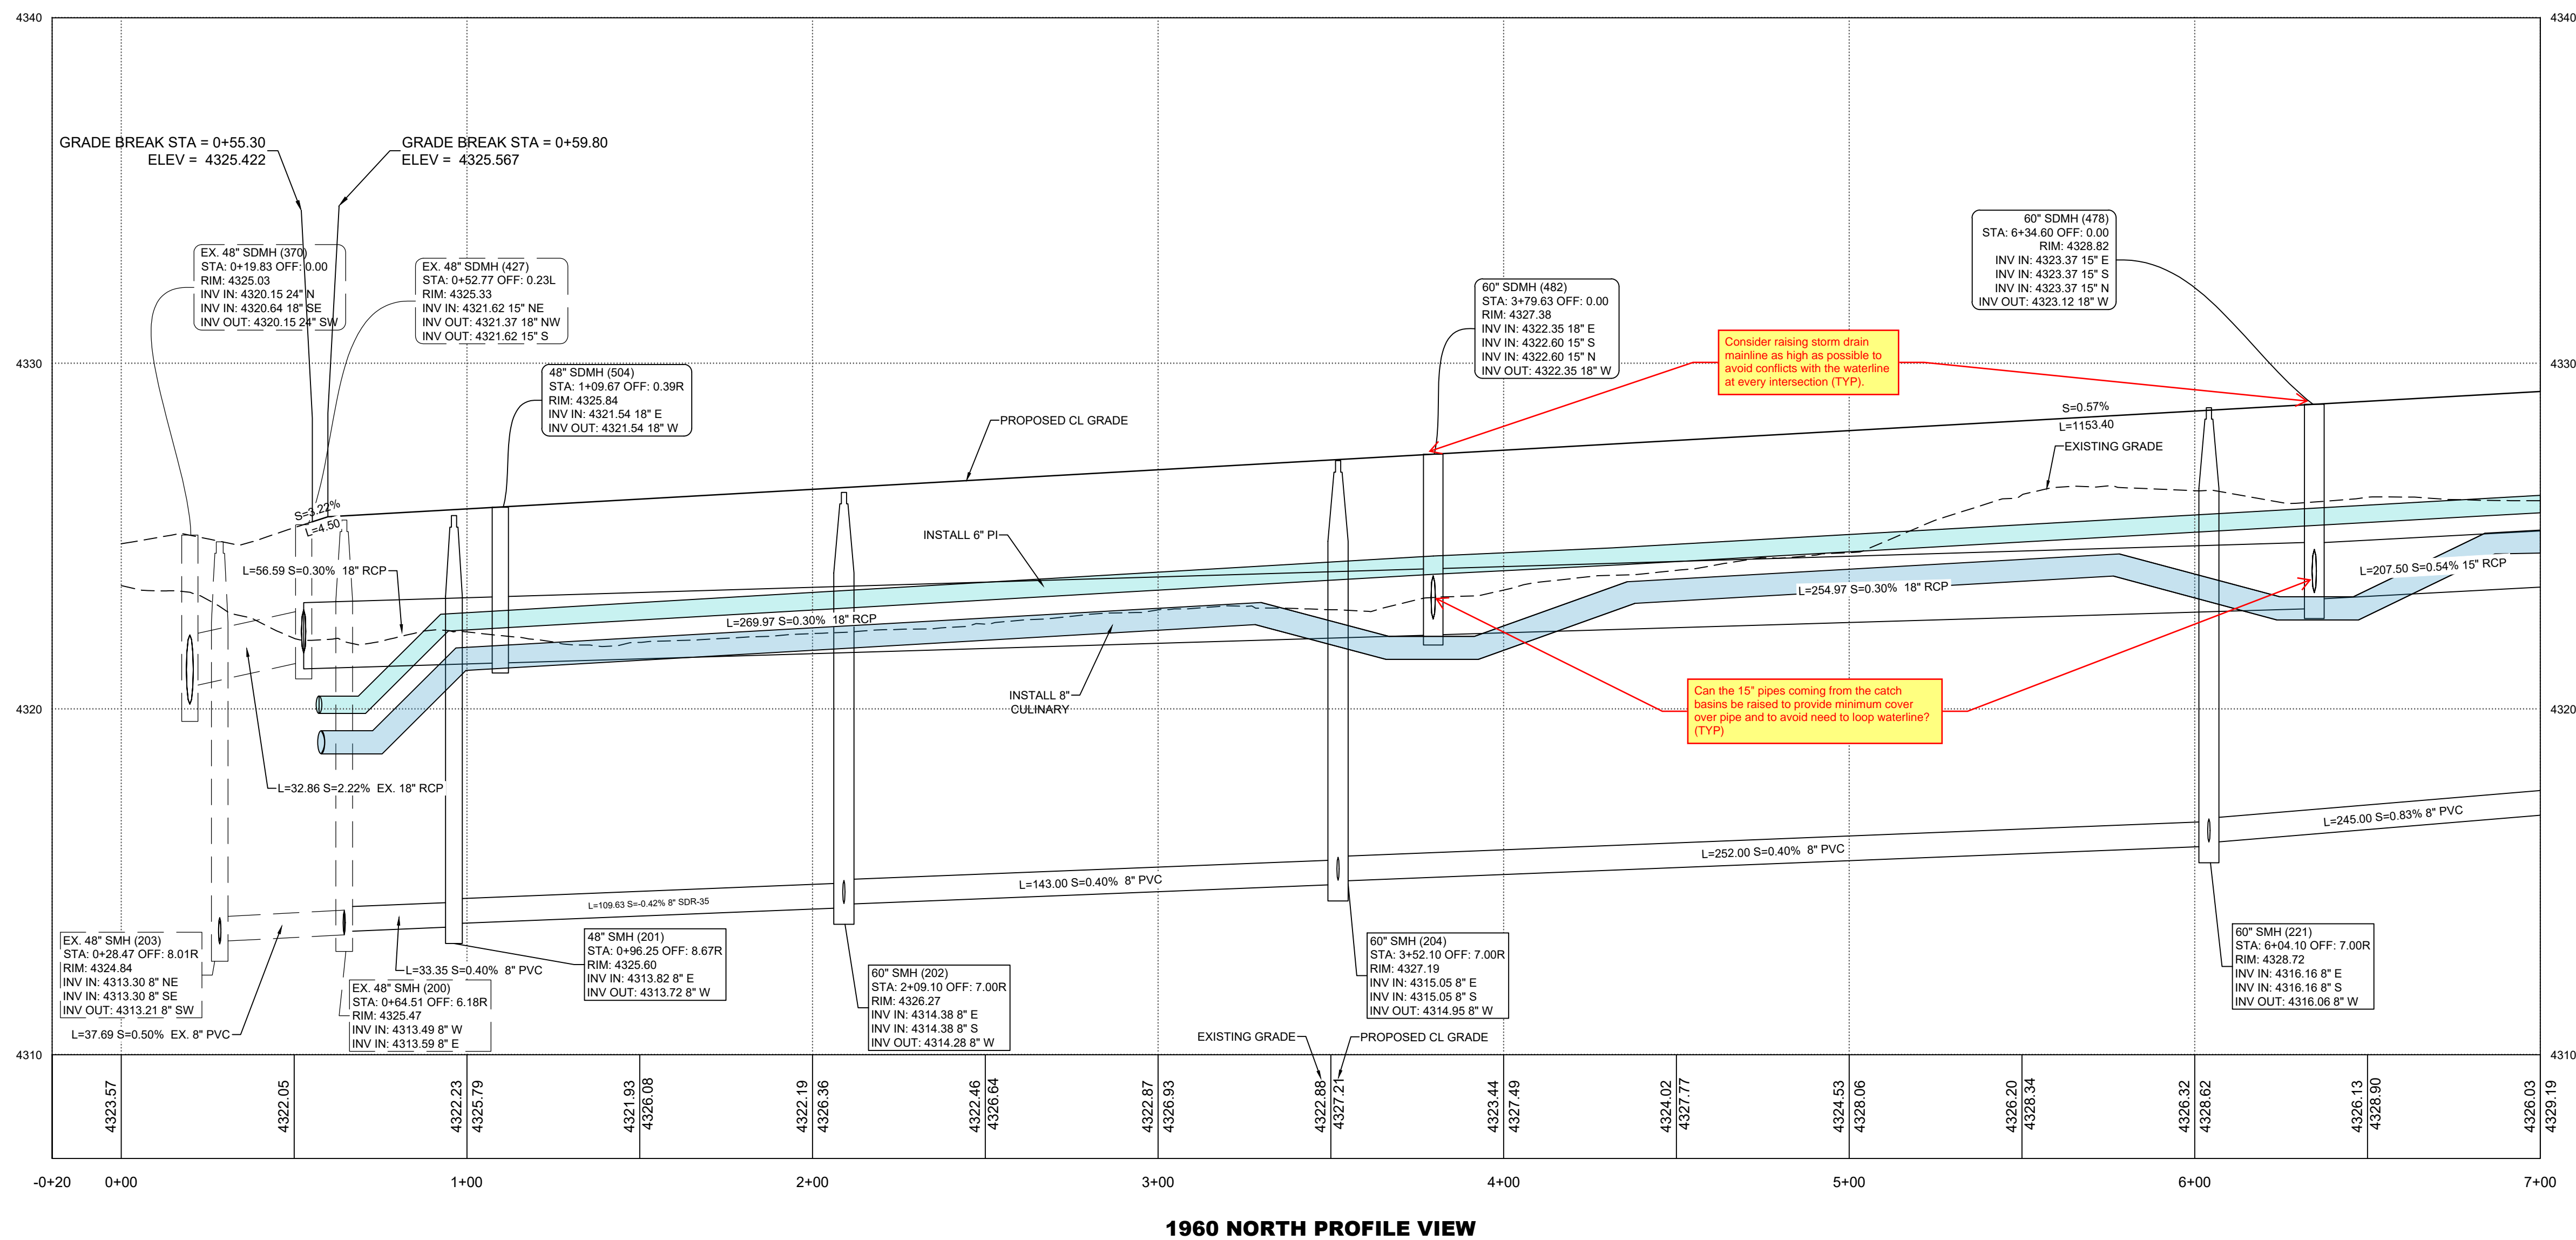 4340
4340
GRADE BREAK STA = 0+55.30
ELEV = 4325.422
GRADE BREAK STA = 0+59.80
ELEV = 4325.567
EX. 48" SDMH (370)
STA: 0+19.83 OFF: 0.00
RIM: 4325.03
INV IN: 4320.15 24" N
INV IN: 4320.64 18" SE
INV OUT: 4320.15 24" SW
EX. 48" SDMH (427)
STA: 0+52.77 OFF: 0.23L
RIM: 4325.33
INV IN: 4321.62 15" NE
INV OUT: 4321.37 18" NW
INV OUT: 4321.62 15" S
48" SDMH (504)
STA: 1+09.67 OFF: 0.39R
RIM: 4325.84
INV IN: 4321.54 18" E
INV OUT: 4321.54 18" W
60" SDMH (482)
STA: 3+79.63 OFF: 0.00
RIM: 4327.38
INV IN: 4322.35 18" E
INV IN: 4322.60 15" S
INV IN: 4322.60 15" N
INV OUT: 4322.35 18" W
60" SDMH (478)
STA: 6+34.60 OFF: 0.00
RIM: 4328.82
INV IN: 4323.37 15" E
INV IN: 4323.37 15" S
INV IN: 4323.37 15" N
INV OUT: 4323.12 18" W
4330
4330
Consider raising storm drain
mainline as high as possible to
avoid conflicts with the waterline
at every intersection (TYP).
PROPOSED CL GRADE
S=0.57%
L=1153.40
EXISTING GRADE
S=3.22%
L=4.50
INSTALL 6" PI
L=56.59 S=0.30% 18" RCP
L=269.97 S=0.30% 18" RCP
L=254.97 S=0.30% 18" RCP
L=207.50 S=0.54% 15" RCP
INSTALL 8"
CULINARY
4320
4320
Can the 15" pipes coming from the catch
basins be raised to provide minimum cover
over pipe and to avoid need to loop waterline?
(TYP)
L=32.86 S=2.22% EX. 18" RCP
L=109.63 S=-0.42% 8" SDR-35
L=143.00 S=0.40% 8" PVC
L=252.00 S=0.40% 8" PVC
L=245.00 S=0.83% 8" PVC
EX. 48" SMH (203)
STA: 0+28.47 OFF: 8.01R
RIM: 4324.84
INV IN: 4313.30 8" NE
INV IN: 4313.30 8" SE
INV OUT: 4313.21 8" SW
L=37.69 S=0.50% EX. 8" PVC
L=33.35 S=0.40% 8" PVC
EX. 48" SMH (200)
STA: 0+64.51 OFF: 6.18R
RIM: 4325.47
INV IN: 4313.49 8" W
INV IN: 4313.59 8" E
48" SMH (201)
STA: 0+96.25 OFF: 8.67R
RIM: 4325.60
INV IN: 4313.82 8" E
INV OUT: 4313.72 8" W
60" SMH (202)
STA: 2+09.10 OFF: 7.00R
RIM: 4326.27
INV IN: 4314.38 8" E
INV IN: 4314.38 8" S
INV OUT: 4314.28 8" W
60" SMH (204)
STA: 3+52.10 OFF: 7.00R
RIM: 4327.19
INV IN: 4315.05 8" E
INV IN: 4315.05 8" S
INV OUT: 4314.95 8" W
60" SMH (221)
STA: 6+04.10 OFF: 7.00R
RIM: 4328.72
INV IN: 4316.16 8" E
INV IN: 4316.16 8" S
INV OUT: 4316.06 8" W
EXISTING GRADE
PROPOSED CL GRADE
4310
4310
4323.57
4322.05
4322.23
4325.79
4321.93
4326.08
4322.19
4326.36
4322.46
4326.64
4322.87
4326.93
4322.88
4327.21
4323.44
4327.49
4324.02
4327.77
4324.53
4328.06
4326.20
4328.34
4326.32
4328.62
4326.13
4328.90
4326.03
4329.19
-0+20
0+00
1+00
2+00
3+00
4+00
5+00
6+00
7+00
1960 NORTH PROFILE VIEW